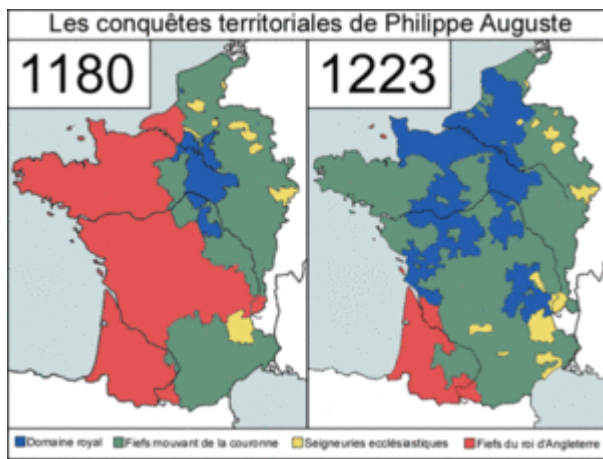 Les conquêtes territoriales de Philippe Auguste
1180
1223
Domaine royal Fiefs mouvant de la couronne Seigneuries ecclésiastiques Fiefs du roi d'Angleterre